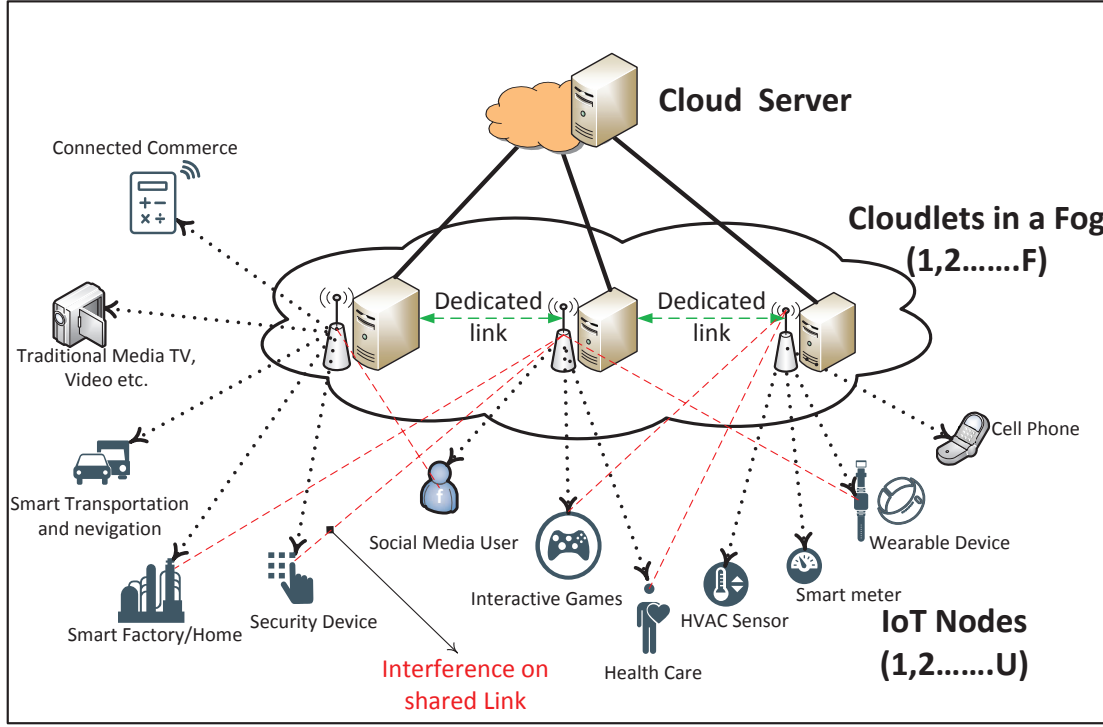 Cloud Server
Connected Commerce
Cloudlets in a Fog
(1,2.......F)
Dedicated
link
Dedicated
link
Traditional Media TV,
Video etc.
Cell Phone
Smart Transportation
and nevigation
f
Social Media User
Wearable Device
Interactive Games
Smart meter
HVAC Sensor
Smart Factory/Home
Security Device
Health Care
IoT Nodes
(1,2.......U)
Interference on
shared Link